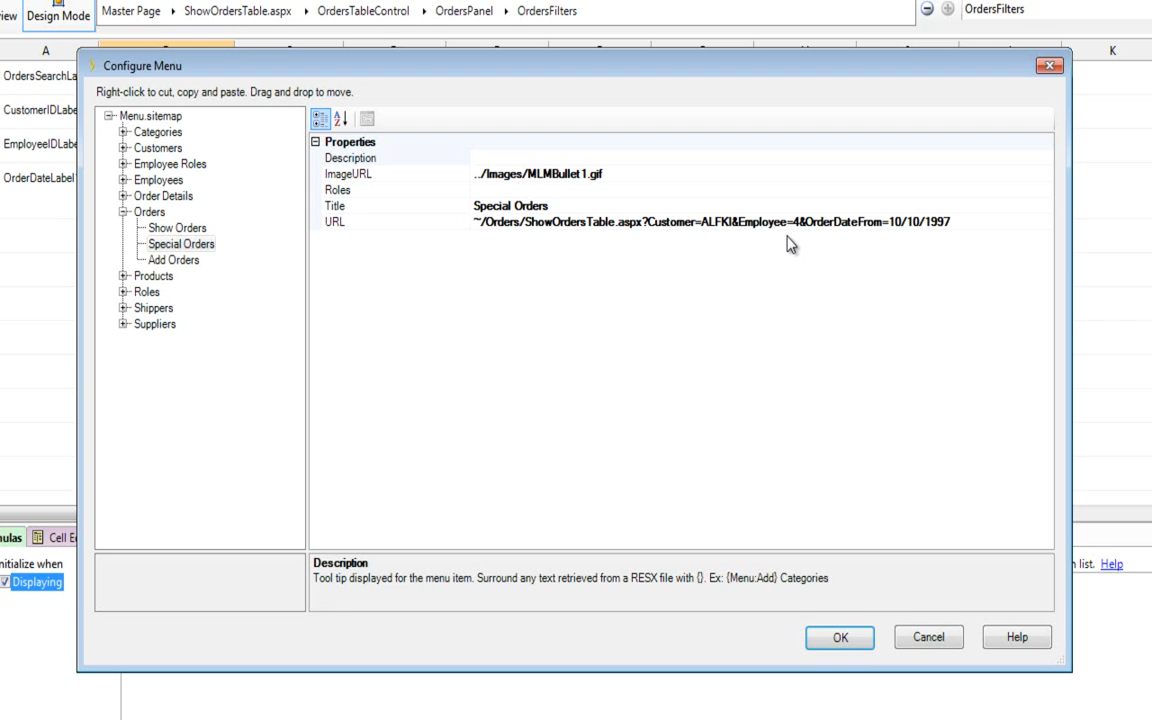 iew
Design Mode
Master Page ▸ ShowOrdersTable.aspx ▸ OrdersTableControl ▸ OrdersPanel ▸ OrdersFilters
OrdersFilters
A
K
OrdersSearchLa
CustomerIDLabe
EmployeeIDLabe
OrderDateLabel
Configure Menu
Right-click to cut, copy and paste. Drag and drop to move.
Menu.sitemap
Categories
Customers
Employee Roles
Employees
Order Details
Orders
Show Orders
Special Orders
Add Orders
Products
Roles
Shippers
Suppliers
Properties
Description
ImageURL ../Images/MLMBullet1.gif
Roles
Title Special Orders
URL ~/Orders/ShowOrdersTable.aspx?Customer=ALFKI&Employee=4&OrderDateFrom=10/10/1997
Description
Tool tip displayed for the menu item. Surround any text retrieved from a RESX file with {}. Ex: {Menu:Add} Categories
OK
Cancel
Help
nulas
Cell E
nitialize when
Displaying
list. Help